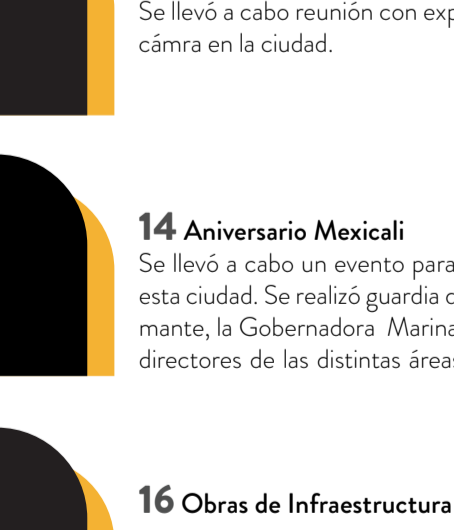 Se llevó a cabo reunión con exp
cámra en la ciudad.
14 Aniversario Mexicali
Se llevó a cabo un evento para
esta ciudad. Se realizó guardia
mante, la Gobernadora Marina
directores de las distintas áreas
16 Obras de Infraestructura